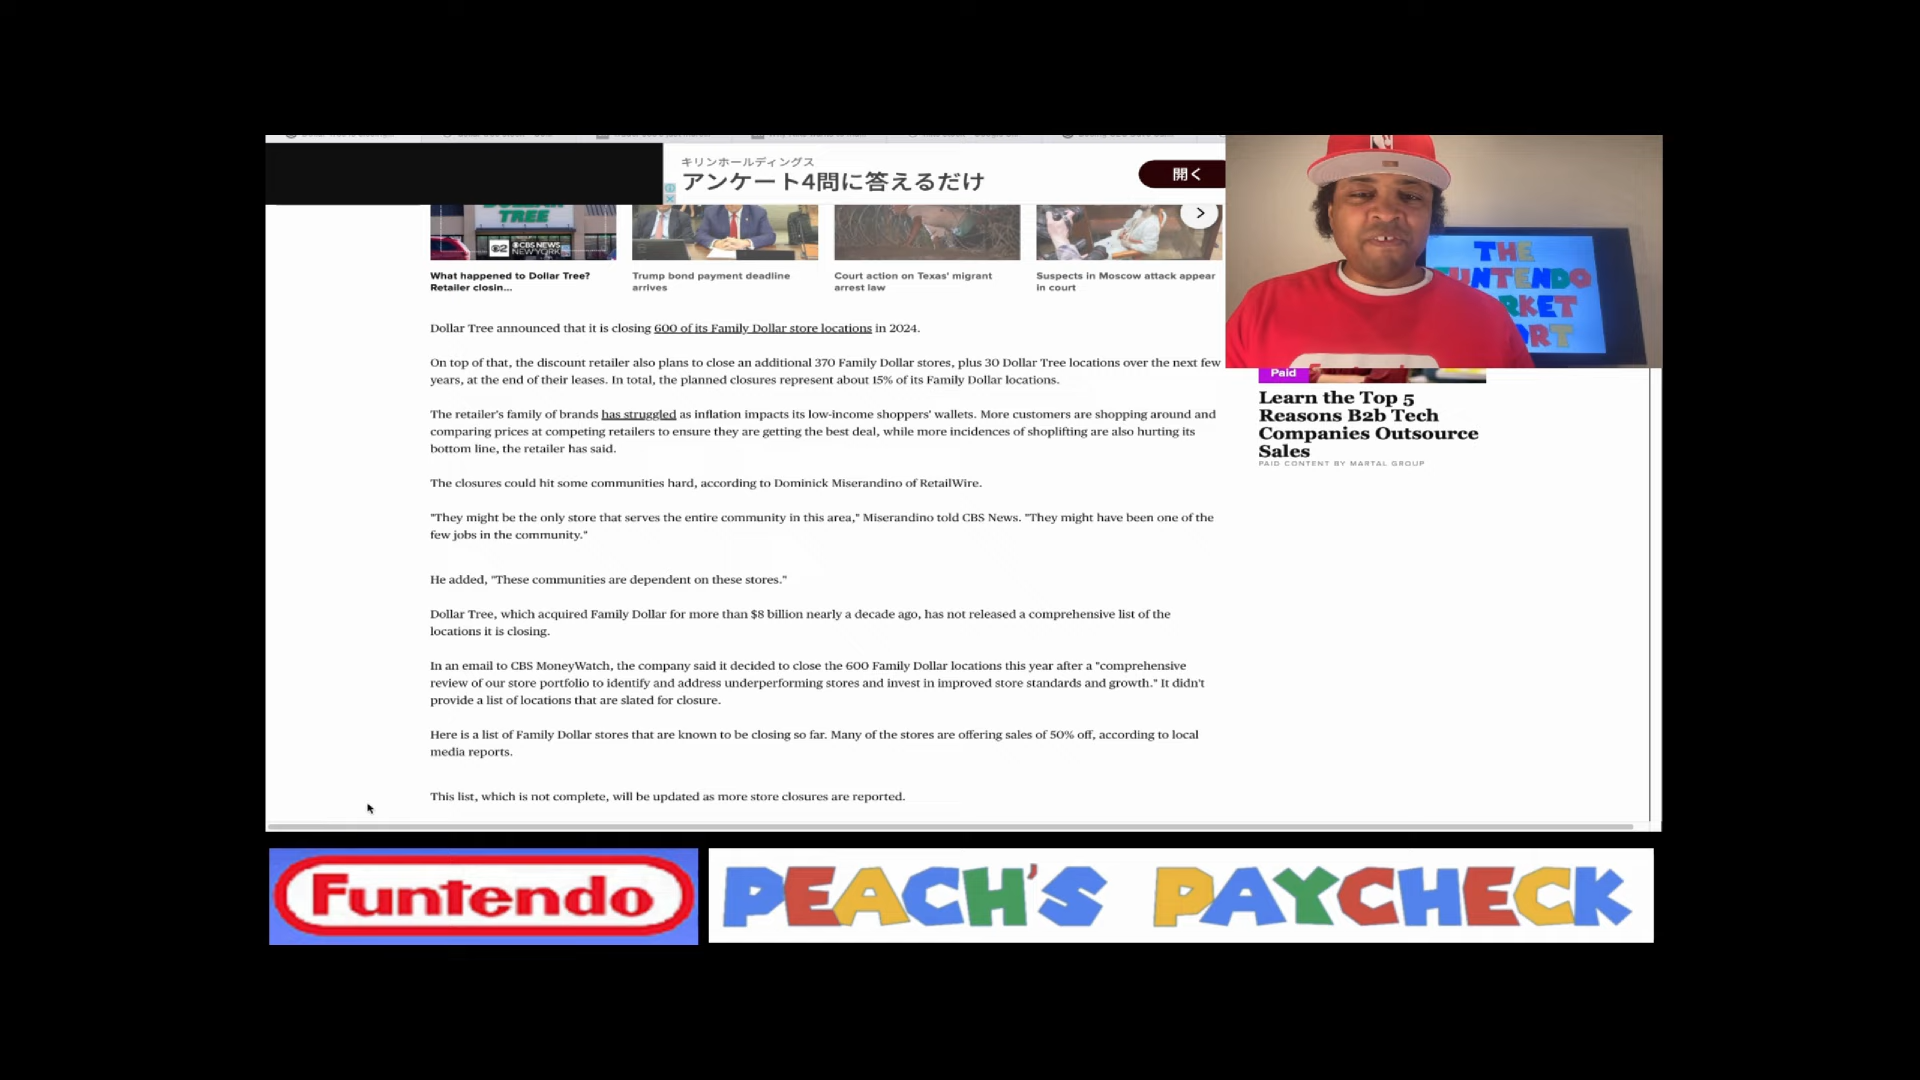 キリンホールディングス
アンケート4問に答えるだけ
開く
TREE
2 CBS NEWS
NEW YORK
What happened to Dollar Tree?
Retailer closin...
Trump bond payment deadline
arrives
Court action on Texas' migrant
arrest law
Suspects in Moscow attack appear
in court
Dollar Tree announced that it is closing 600 of its Family Dollar store locations in 2024.
On top of that, the discount retailer also plans to close an additional 370 Family Dollar stores, plus 30 Dollar Tree locations over the next few
years, at the end of their leases. In total, the planned closures represent about 15% of its Family Dollar locations.
The retailer's family of brands has struggled as inflation impacts its low-income shoppers' wallets. More customers are shopping around and
comparing prices at competing retailers to ensure they are getting the best deal, while more incidences of shoplifting are also hurting its
bottom line, the retailer has said.
The closures could hit some communities hard, according to Dominick Miserandino of RetailWire.
"They might be the only store that serves the entire community in this area," Miserandino told CBS News. "They might have been one of the
few jobs in the community."
He added, "These communities are dependent on these stores."
Dollar Tree, which acquired Family Dollar for more than $8 billion nearly a decade ago, has not released a comprehensive list of the
locations it is closing.
In an email to CBS MoneyWatch, the company said it decided to close the 600 Family Dollar locations this year after a "comprehensive
review of our store portfolio to identify and address underperforming stores and invest in improved store standards and growth." It didn't
provide a list of locations that are slated for closure.
Here is a list of Family Dollar stores that are known to be closing so far. Many of the stores are offering sales of 50% off, according to local
media reports.
This list, which is not complete, will be updated as more store closures are reported.
THE
UNTENDO
RKET
ORT
Paid
Learn the Top 5
Reasons B2b Tech
Companies Outsource
Sales
PAID CONTENT BY MARTAL GROUP
Funtendo
PEACH'S PAYCHECK